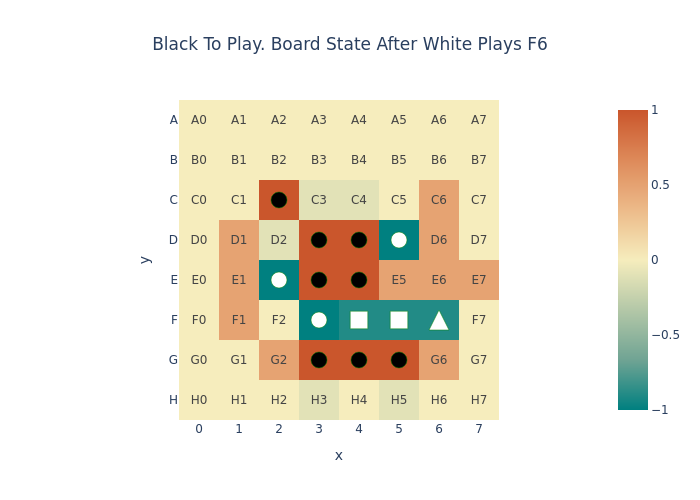 Black To Play. Board State After White Plays F6
A A0 A1 A2 A3 A4 A5 A6 A7
B B0 B1 B2 B3 B4 B5 B6 B7
C C0 C1 C3 C4 C5 C6 C7
D D0 D1 D2 D6 D7
E E0 E1 E5 E6 E7
F F0 F1 F2 F7
G G0 G1 G2 G6 G7
H H0 H1 H2 H3 H4 H5 H6 H7
0 1 2 3 4 5 6 7
x
y
1
0.5
0
−0.5
−1